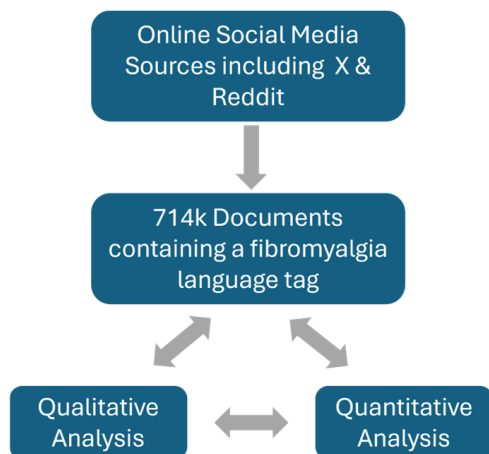 Online Social Media
Sources including X &
Reddit
714k Documents
containing a fibromyalgia
language tag
Qualitative
Analysis
Quantitative
Analysis